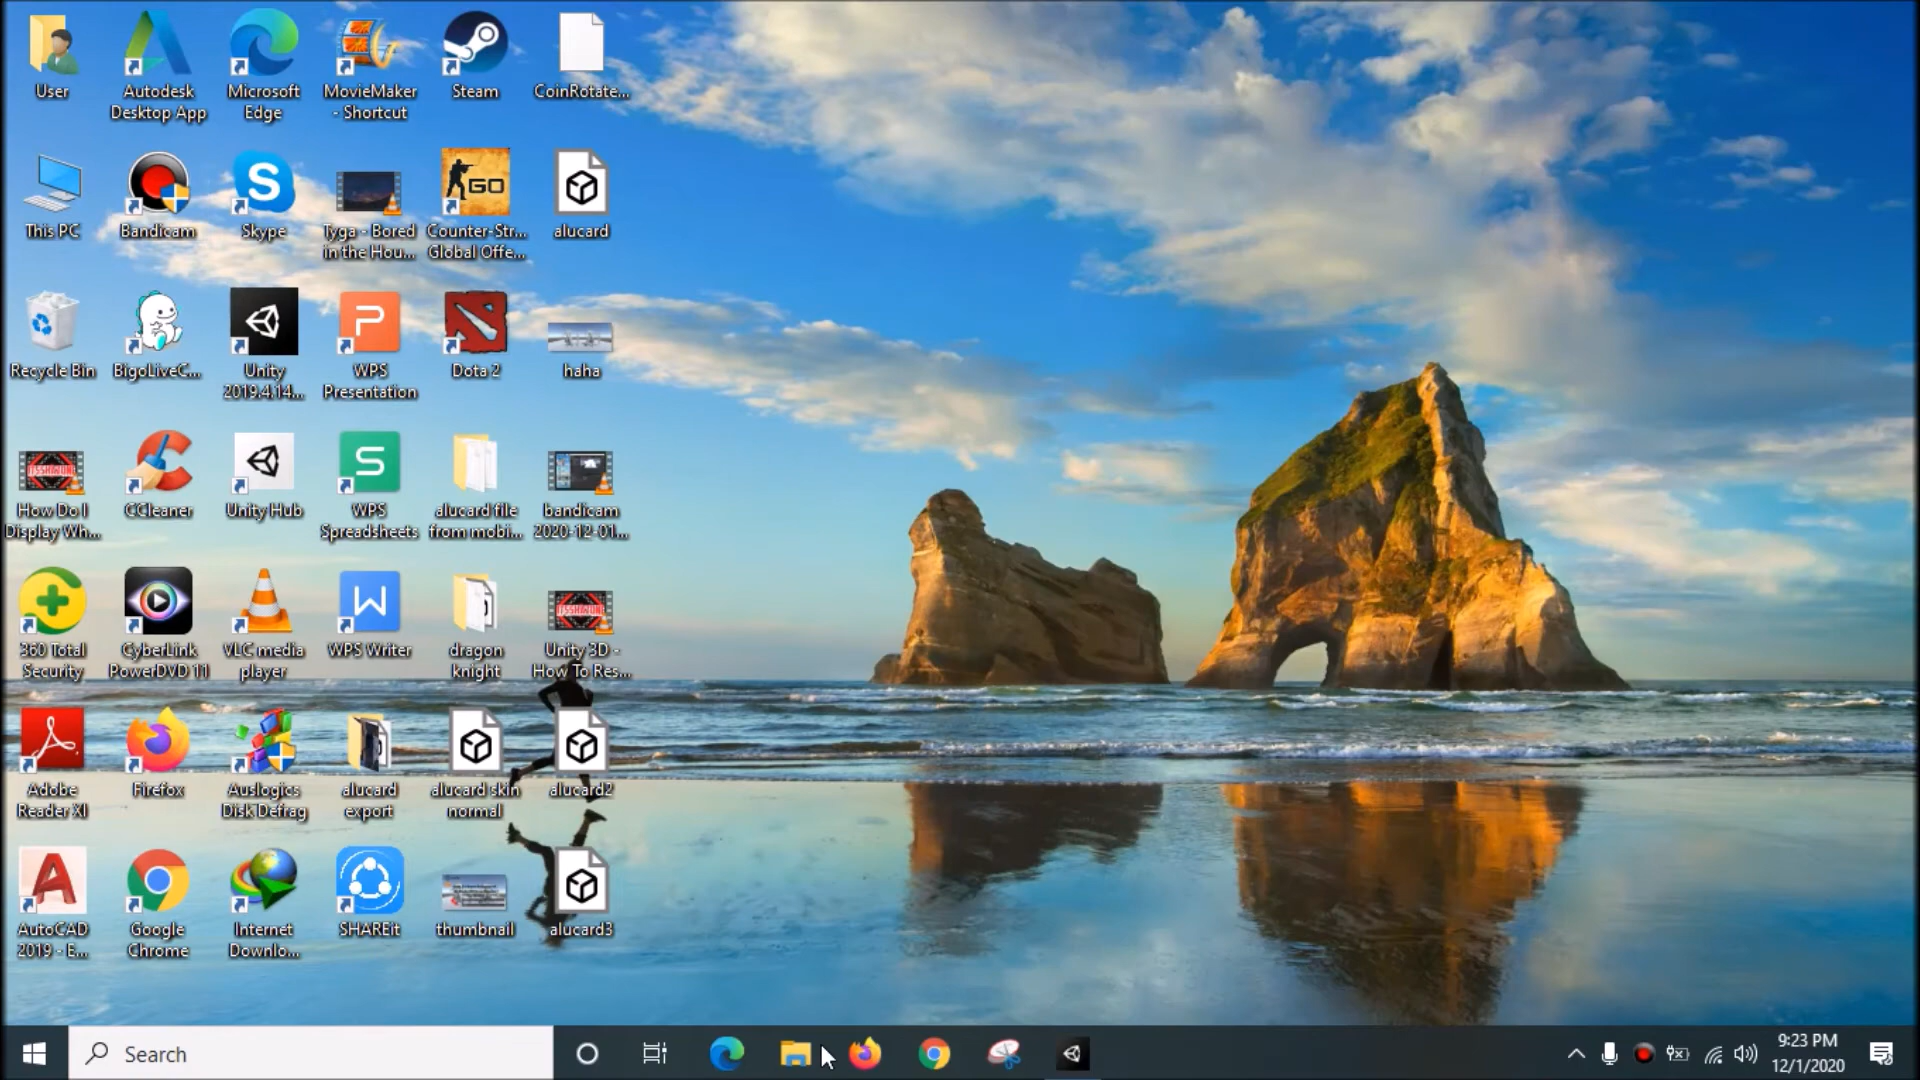 User
Autodesk
Desktop App
Microsoft
Edge
MovieMaker
- Shortcut
Steam
CoinRotate...
This PC
Bandicam
S
Skype
Tyga - Bored
in the Hou...
GO
Counter-Str...
Global Offe...
alucard
Recycle Bin
BigoLiveC...
Unity
2019.4.14...
P
WPS
Presentation
Dota 2
haha
How Do I
Display Wh...
CCleaner
Unity Hub
S
WPS
Spreadsheets
alucard file
from mobi...
bandicam
2020-12-01...
360 Total
Security
CyberLink
PowerDVD 11
VLC media
player
W
WPS Writer
dragon
knight
Unity 3D -
How To Res...
Adobe
Reader XI
Firefox
Auslogics
Disk Defrag
alucard
export
alucard skin
normal
alucard2
A
AutoCAD
2019 - E...
Google
Chrome
Internet
Downlo...
SHAREit
thumbnail
alucard3
Search
9:23 PM
12/1/2020